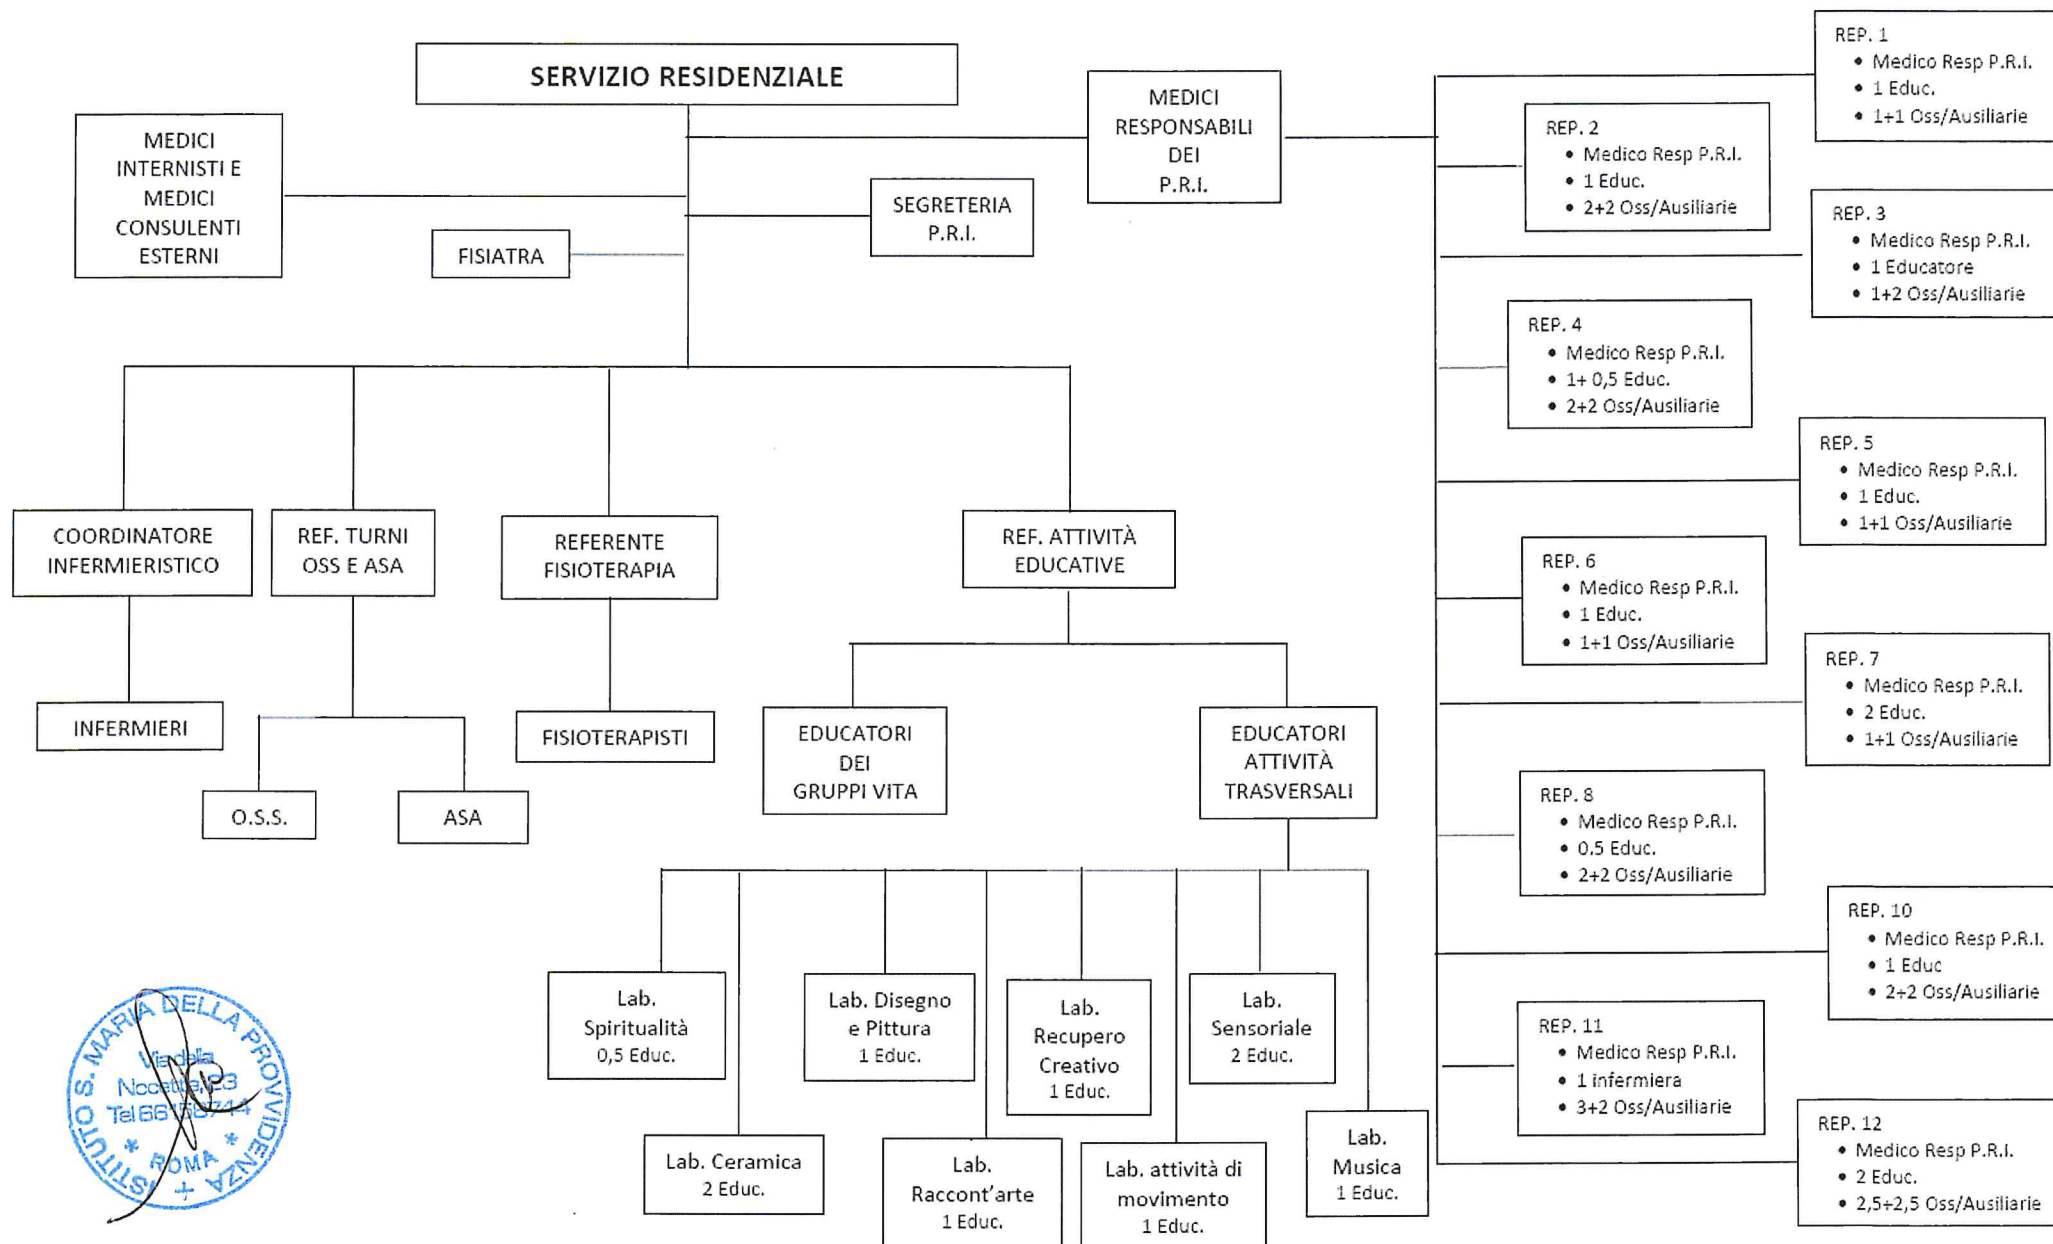 SERVIZIO RESIDENZIALE
MEDICI
INTERNISTI E
MEDICI
CONSULENTI
ESTERNI
FISIATRA
SEGRETERIA
P.R.I.
MEDICI
RESPONSABILI
DEI
P.R.I.
COORDINATORE
INFERMIERISTICO
INFERMIERI
REF. TURNI
OSS E ASA
O.S.S.
ASA
REFERENTE
FISIOTERAPIA
FISIOTERAPISTI
REF. ATTIVITÀ
EDUCATIVE
EDUCATORI
DEI
GRUPPI VITA
EDUCATORI
ATTIVITÀ
TRASVERSALI
Lab.
Spiritualità
0,5 Educ.
Lab. Ceramica
2 Educ.
Lab. Disegno
e Pittura
1 Educ.
Lab.
Raccont'arte
1 Educ.
Lab.
Recupero
Creativo
1 Educ.
Lab. attività di
movimento
1 Educ.
Lab.
Sensoriale
2 Educ.
Lab.
Musica
1 Educ.
REP. 1
• Medico Resp P.R.I.
• 1 Educ.
• 1+1 Oss/Ausiliarie
REP. 2
• Medico Resp P.R.I.
• 1 Educ.
• 2+2 Oss/Ausiliarie
REP. 3
• Medico Resp P.R.I.
• 1 Educatore
• 1+2 Oss/Ausiliarie
REP. 4
• Medico Resp P.R.I.
• 1+ 0,5 Educ.
• 2+2 Oss/Ausiliarie
REP. 5
• Medico Resp P.R.I.
• 1 Educ.
• 1+1 Oss/Ausiliarie
REP. 6
• Medico Resp P.R.I.
• 1 Educ.
• 1+1 Oss/Ausiliarie
REP. 7
• Medico Resp P.R.I.
• 2 Educ.
• 1+1 Oss/Ausiliarie
REP. 8
• Medico Resp P.R.I.
• 0.5 Educ.
• 2+2 Oss/Ausiliarie
REP. 10
• Medico Resp P.R.I.
• 1 Educ
• 2+2 Oss/Ausiliarie
REP. 11
• Medico Resp P.R.I.
• 1 infermiera
• 3+2 Oss/Ausiliarie
REP. 12
• Medico Resp P.R.I.
• 2 Educ.
• 2,5+2,5 Oss/Ausiliarie
ISTITUTO S. MARIA DELLA PROVVIDENZA +
Via della
Nocetta, 23
Tel 66158744
* ROMA *